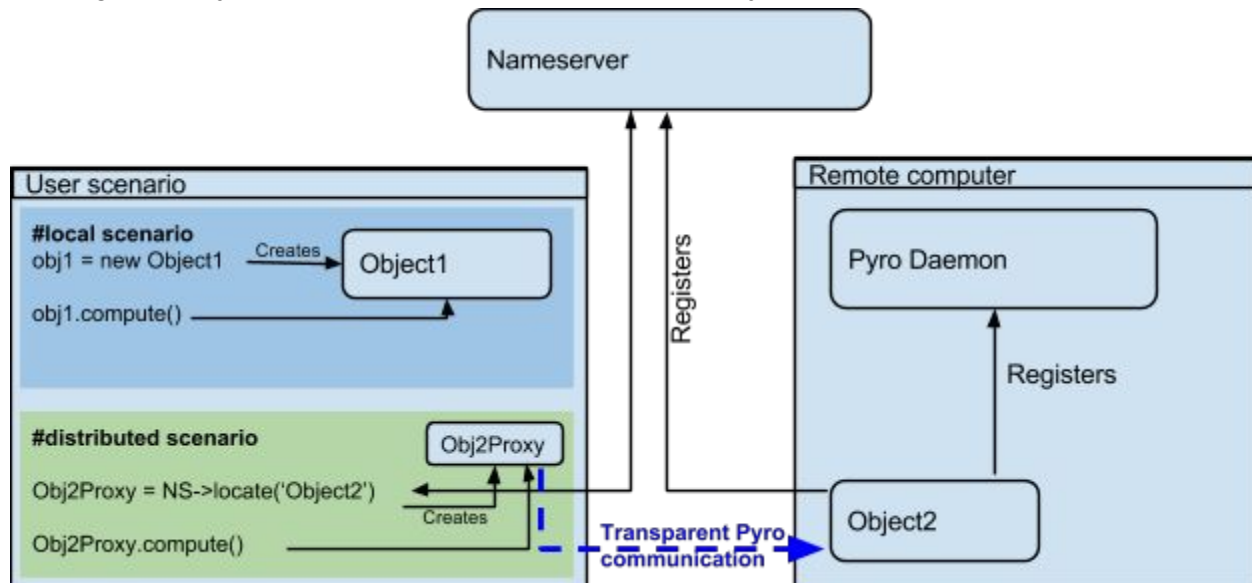 Nameserver
User scenario
#local scenario
obj1 = new Object1
Creates
Object1
obj1.compute()
Registers
Remote computer
Pyro Daemon
Registers
#distributed scenario
Obj2Proxy
Obj2Proxy = NS->locate(‘Object2’)
Creates
Obj2Proxy.compute()
Transparent Pyro
communication
Object2